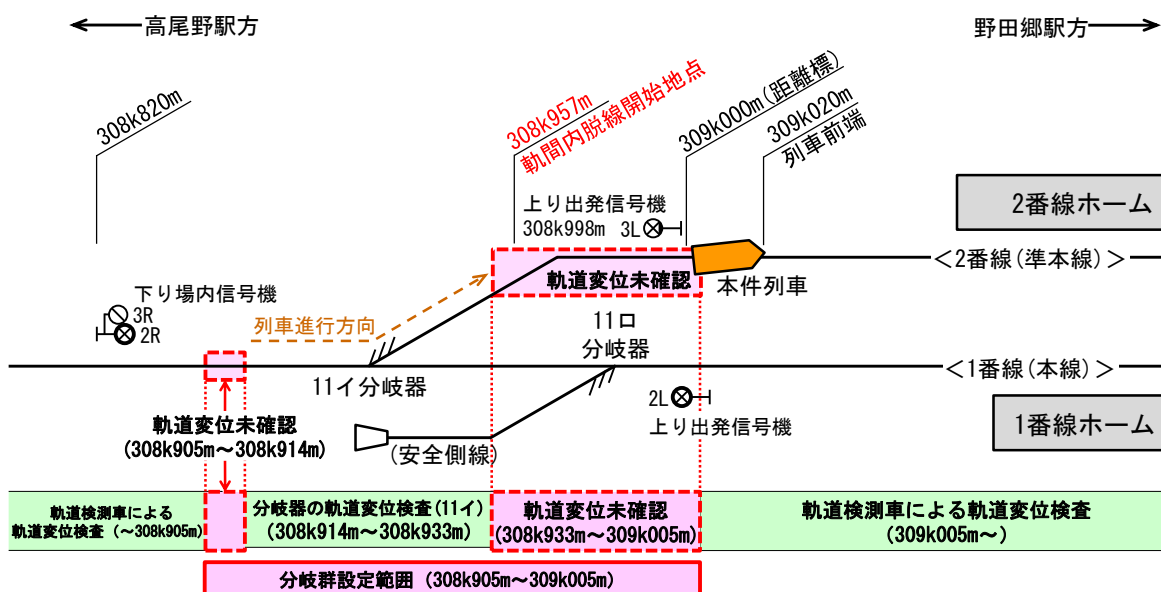 高尾野駅方
野田郷駅方
308k820m
308k957m
軌間内脱線開始地点
309k000m(距離標)
309k020m
列車前端
上り出発信号機
308k998m 3L
2番線ホーム
軌道変位未確認
本件列車
<2番線(準本線)>
下り場内信号機
3R
2R
列車進行方向
11ロ
分岐器
11イ分岐器
<1番線(本線)>
軌道変位未確認
(308k905m~308k914m)
(安全側線)
2L
上り出発信号機
1番線ホーム
軌道検測車による
軌道変位検査 (~308k905m)
分岐器の軌道変位検査(11イ)
(308k914m~308k933m)
軌道変位未確認
(308k933m~309k005m)
軌道検測車による軌道変位検査
(309k005m~)
分岐群設定範囲 (308k905m~309k005m)